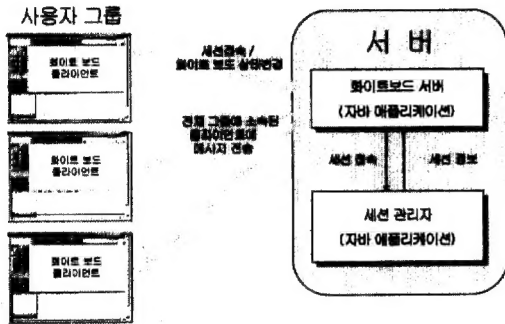 사용자 그룹
화이트 보드
클라이언트
화이트 보드
클라이언트
화이트 보드
클라이언트
세션접속 /
화이트 보드 상태변경
전체 그룹에 소속된
클라이언트에
메시지 전송
서 버
화이트보드 서버
(자바 애플리케이션)
세션 접속
세션 정보
세션 관리자
(자바 애플리케이션)